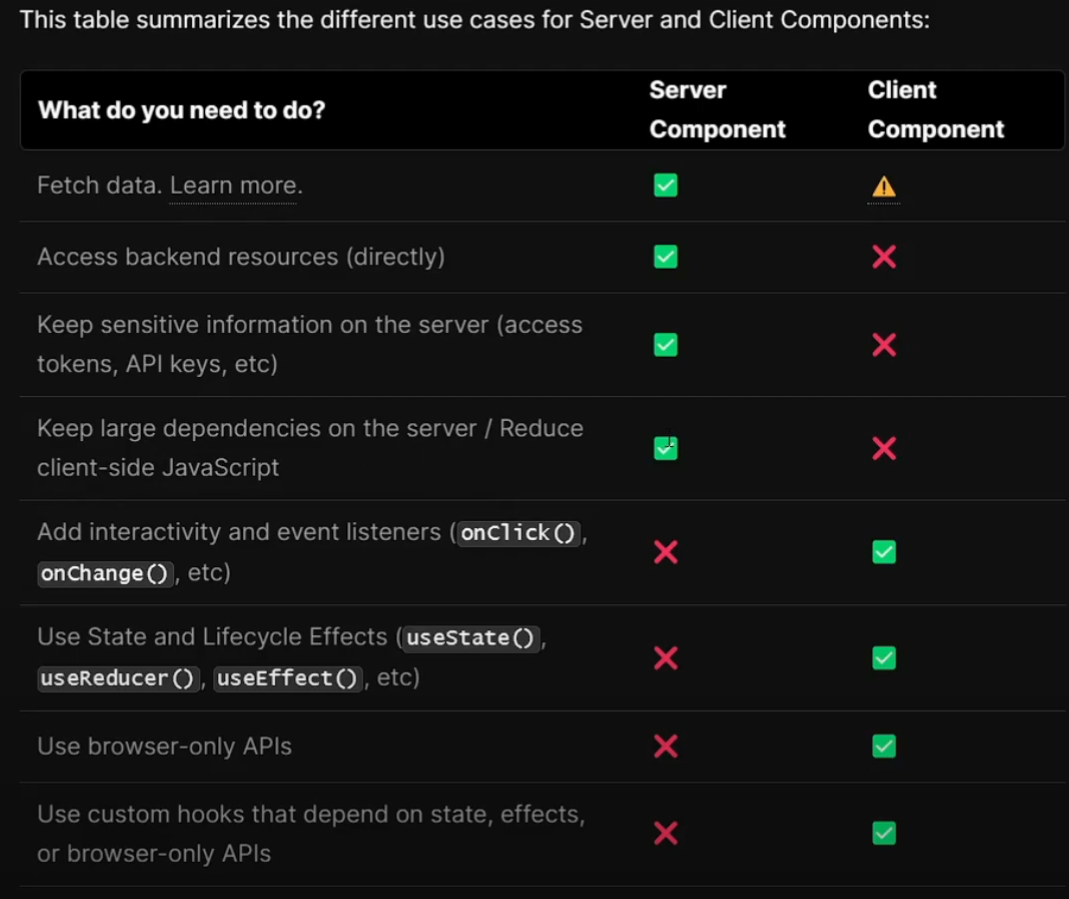 This table summarizes the different use cases for Server and Client Components:
What do you need to do?
Server
Component
Client
Component
Fetch data. Learn more.
Access backend resources (directly)
Keep sensitive information on the server (access
tokens, API keys, etc)
Keep large dependencies on the server / Reduce
client-side JavaScript
Add interactivity and event listeners (onClick(),
onChange(), etc)
Use State and Lifecycle Effects (useState(),
useReducer(), useEffect(), etc)
Use browser-only APIs
Use custom hooks that depend on state, effects,
or browser-only APIs